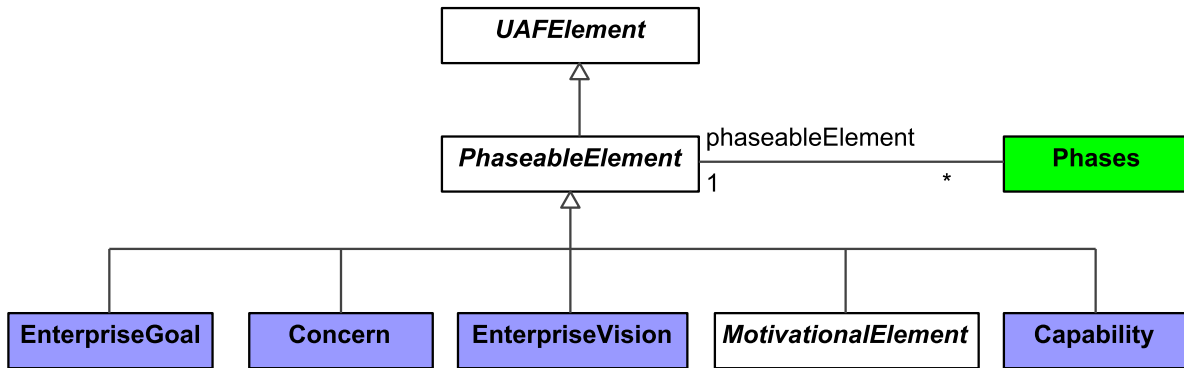 UAFElement
phaseableElement
PhaseableElement
Phases
1
*
EnterpriseGoal
Concern
EnterpriseVision
MotivationalElement
Capability